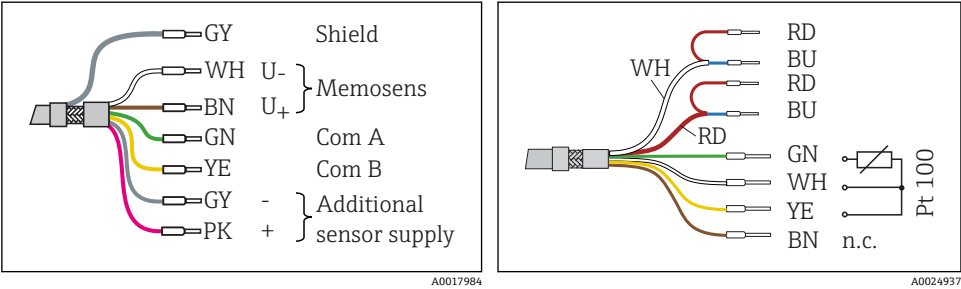 GY Shield
WH U-
Memosens
BN U+
GN Com A
YE Com B
GY -
Additional
sensor supply
PK +
A0017984
RD
BU
WH
RD
BU
RD
GN
WH
YE
BN n.c.
Pt 100
A0024937